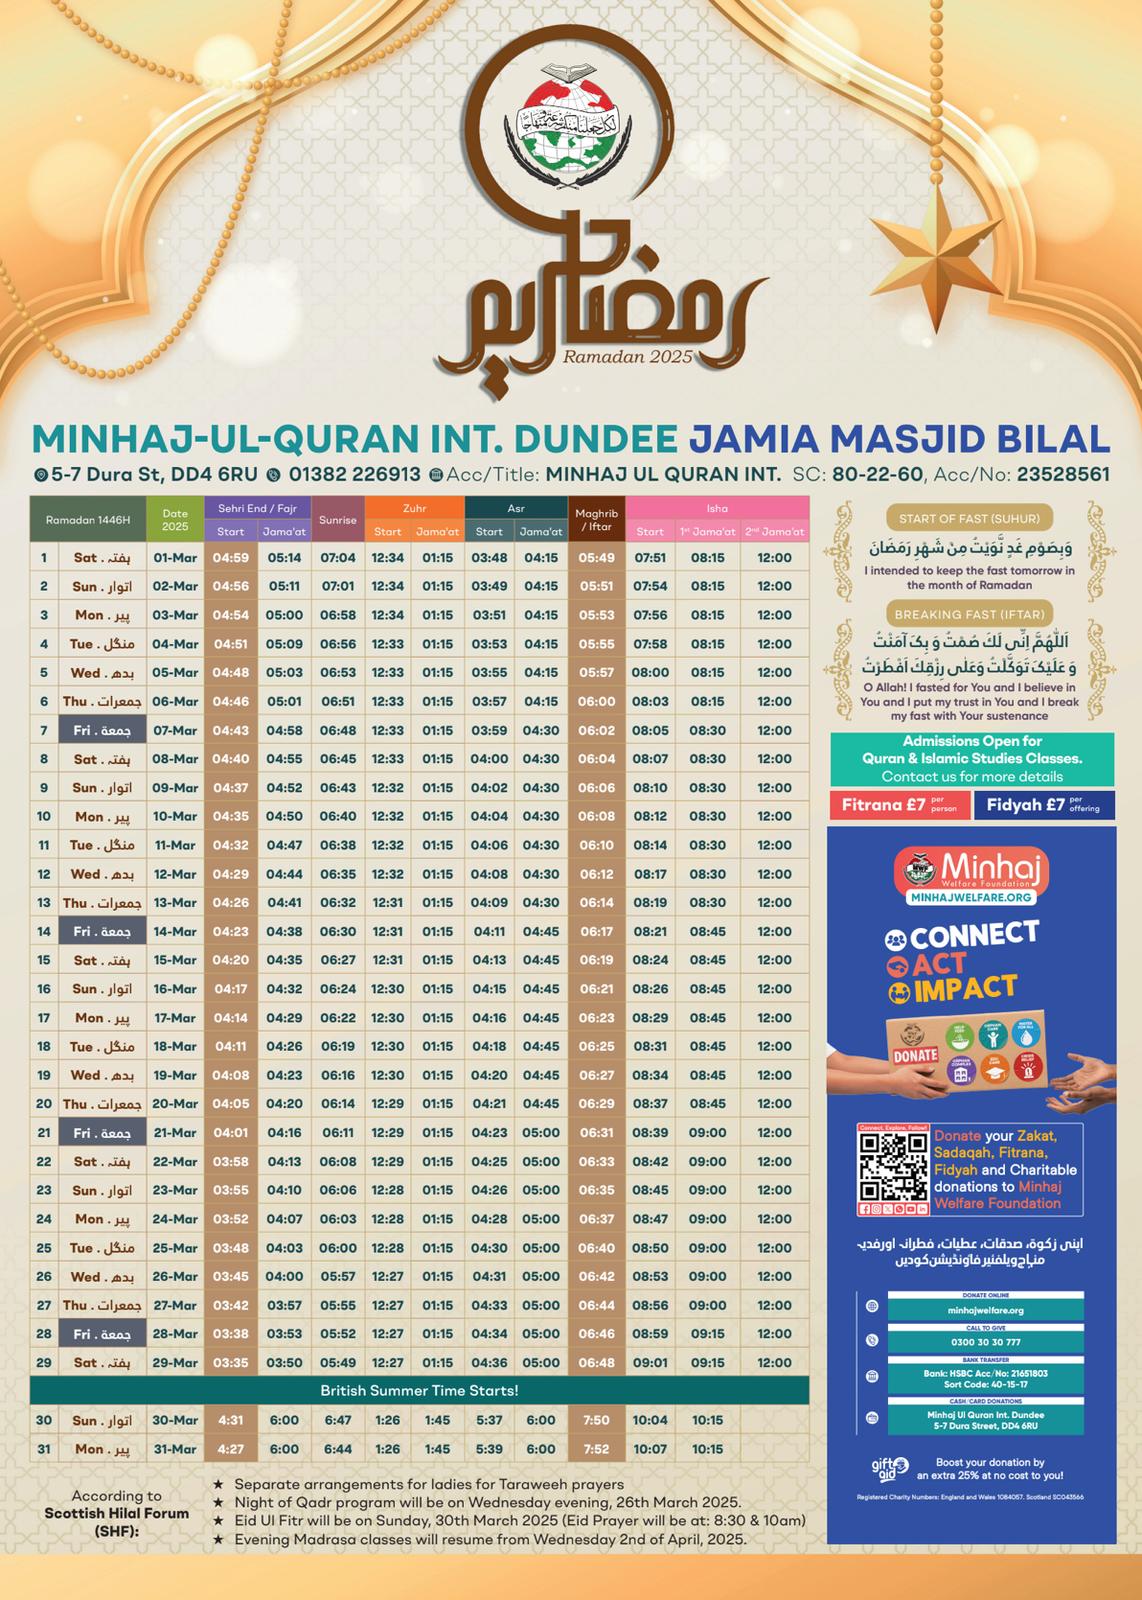 رمضان كريم
Ramadan 2025
MINHAJ-UL-QURAN INT. DUNDEE JAMIA MASJID BILAL
5-7 Dura St, DD4 6RU 01382 226913 Acc/Title: MINHAJ UL QURAN INT. SC: 80-22-60, Acc/No: 23528561
Ramadan 1446H Date 2025 Sehri End / Fajr Sunrise Zuhr Asr Maghrib / Iftar Isha
Start Jama'at Start Jama'at Start Jama'at Start 1st Jama'at 2nd Jama'at
1 Sat . ہفتہ 01-Mar 04:59 05:14 07:04 12:34 01:15 03:48 04:15 05:49 07:51 08:15 12:00
2 Sun . اتوار 02-Mar 04:56 05:11 07:01 12:34 01:15 03:49 04:15 05:51 07:54 08:15 12:00
3 Mon . پیر 03-Mar 04:54 05:00 06:58 12:34 01:15 03:51 04:15 05:53 07:56 08:15 12:00
4 Tue . منگل 04-Mar 04:51 05:09 06:56 12:33 01:15 03:53 04:15 05:55 07:58 08:15 12:00
5 Wed . بدھ 05-Mar 04:48 05:03 06:53 12:33 01:15 03:55 04:15 05:57 08:00 08:15 12:00
6 Thu . جمعرات 06-Mar 04:46 05:01 06:51 12:33 01:15 03:57 04:15 06:00 08:03 08:15 12:00
7 Fri . جمعة 07-Mar 04:43 04:58 06:48 12:33 01:15 03:59 04:30 06:02 08:05 08:30 12:00
8 Sat . ہفتہ 08-Mar 04:40 04:55 06:45 12:33 01:15 04:00 04:30 06:04 08:07 08:30 12:00
9 Sun . اتوار 09-Mar 04:37 04:52 06:43 12:32 01:15 04:02 04:30 06:06 08:10 08:30 12:00
10 Mon . پیر 10-Mar 04:35 04:50 06:40 12:32 01:15 04:04 04:30 06:08 08:12 08:30 12:00
11 Tue . منگل 11-Mar 04:32 04:47 06:38 12:32 01:15 04:06 04:30 06:10 08:14 08:30 12:00
12 Wed . بدھ 12-Mar 04:29 04:44 06:35 12:32 01:15 04:08 04:30 06:12 08:17 08:30 12:00
13 Thu . جمعرات 13-Mar 04:26 04:41 06:32 12:31 01:15 04:09 04:30 06:14 08:19 08:30 12:00
14 Fri . جمعة 14-Mar 04:23 04:38 06:30 12:31 01:15 04:11 04:45 06:17 08:21 08:45 12:00
15 Sat . ہفتہ 15-Mar 04:20 04:35 06:27 12:31 01:15 04:13 04:45 06:19 08:24 08:45 12:00
16 Sun . اتوار 16-Mar 04:17 04:32 06:24 12:30 01:15 04:15 04:45 06:21 08:26 08:45 12:00
17 Mon . پیر 17-Mar 04:14 04:29 06:22 12:30 01:15 04:16 04:45 06:23 08:29 08:45 12:00
18 Tue . منگل 18-Mar 04:11 04:26 06:19 12:30 01:15 04:18 04:45 06:25 08:31 08:45 12:00
19 Wed . بدھ 19-Mar 04:08 04:23 06:16 12:30 01:15 04:20 04:45 06:27 08:34 08:45 12:00
20 Thu . جمعرات 20-Mar 04:05 04:20 06:14 12:29 01:15 04:21 04:45 06:29 08:37 08:45 12:00
21 Fri . جمعة 21-Mar 04:01 04:16 06:11 12:29 01:15 04:23 05:00 06:31 08:39 09:00 12:00
22 Sat . ہفتہ 22-Mar 03:58 04:13 06:08 12:29 01:15 04:25 05:00 06:33 08:42 09:00 12:00
23 Sun . اتوار 23-Mar 03:55 04:10 06:06 12:28 01:15 04:26 05:00 06:35 08:45 09:00 12:00
24 Mon . پیر 24-Mar 03:52 04:07 06:03 12:28 01:15 04:28 05:00 06:37 08:47 09:00 12:00
25 Tue . منگل 25-Mar 03:48 04:03 06:00 12:28 01:15 04:30 05:00 06:40 08:50 09:00 12:00
26 Wed . بدھ 26-Mar 03:45 04:00 05:57 12:27 01:15 04:31 05:00 06:42 08:53 09:00 12:00
27 Thu . جمعرات 27-Mar 03:42 03:57 05:55 12:27 01:15 04:33 05:00 06:44 08:56 09:00 12:00
28 Fri . جمعة 28-Mar 03:38 03:53 05:52 12:27 01:15 04:34 05:00 06:46 08:59 09:15 12:00
29 Sat . ہفتہ 29-Mar 03:35 03:50 05:49 12:27 01:15 04:36 05:00 06:48 09:01 09:15 12:00
British Summer Time Starts!
30 Sun . اتوار 30-Mar 4:31 6:00 6:47 1:26 1:45 5:37 6:00 7:50 10:04 10:15
31 Mon . پیر 31-Mar 4:27 6:00 6:44 1:26 1:45 5:39 6:00 7:52 10:07 10:15
According to
Scottish Hilal Forum
(SHF):
★ Separate arrangements for ladies for Taraweeh prayers
★ Night of Qadr program will be on Wednesday evening, 26th March 2025.
★ Eid Ul Fitr will be on Sunday, 30th March 2025 (Eid Prayer will be at: 8:30 & 10am)
★ Evening Madrasa classes will resume from Wednesday 2nd of April, 2025.
START OF FAST (SUHUR)
وَبِصَوْمِ غَدٍ نَّوَيْتُ مِنْ شَهْرِ رَمَضَانَ
I intended to keep the fast tomorrow in
the month of Ramadan
BREAKING FAST (IFTAR)
اَللّٰهُمَّ اِنِّی لَكَ صُمْتُ وَ بِكَ آمَنْتُ
وَ عَلَيْكَ تَوَكَّلْتُ وَعَلٰی رِزْقِكَ اَفْطَرْتُ
O Allah! I fasted for You and I believe in
You and I put my trust in You and I break
my fast with Your sustenance
Admissions Open for
Quran & Islamic Studies Classes.
Contact us for more details
Fitrana £7 per person Fidyah £7 per offering
Minhaj
Welfare Foundation
MINHAJWELFARE.ORG
CONNECT
ACT
IMPACT
DONATE
Connect, Explore, Follow!
Donate your Zakat,
Sadaqah, Fitrana,
Fidyah and Charitable
donations to Minhaj
Welfare Foundation
اپنی زکوة، صدقات، عطیات، فطرانہ اورفدیہ
منہاج ویلفئیر فاؤنڈیشن کو دیں
DONATE ONLINE
minhajwelfare.org
CALL TO GIVE
0300 30 30 777
BANK TRANSFER
Bank: HSBC Acc/No: 21651803
Sort Code: 40-15-17
CASH/CARD DONATIONS
Minhaj Ul Quran Int. Dundee
5-7 Dura Street, DD4 6RU
gift aid
Boost your donation by
an extra 25% at no cost to you!
Registered Charity Numbers: England and Wales 1084057. Scotland SC043566